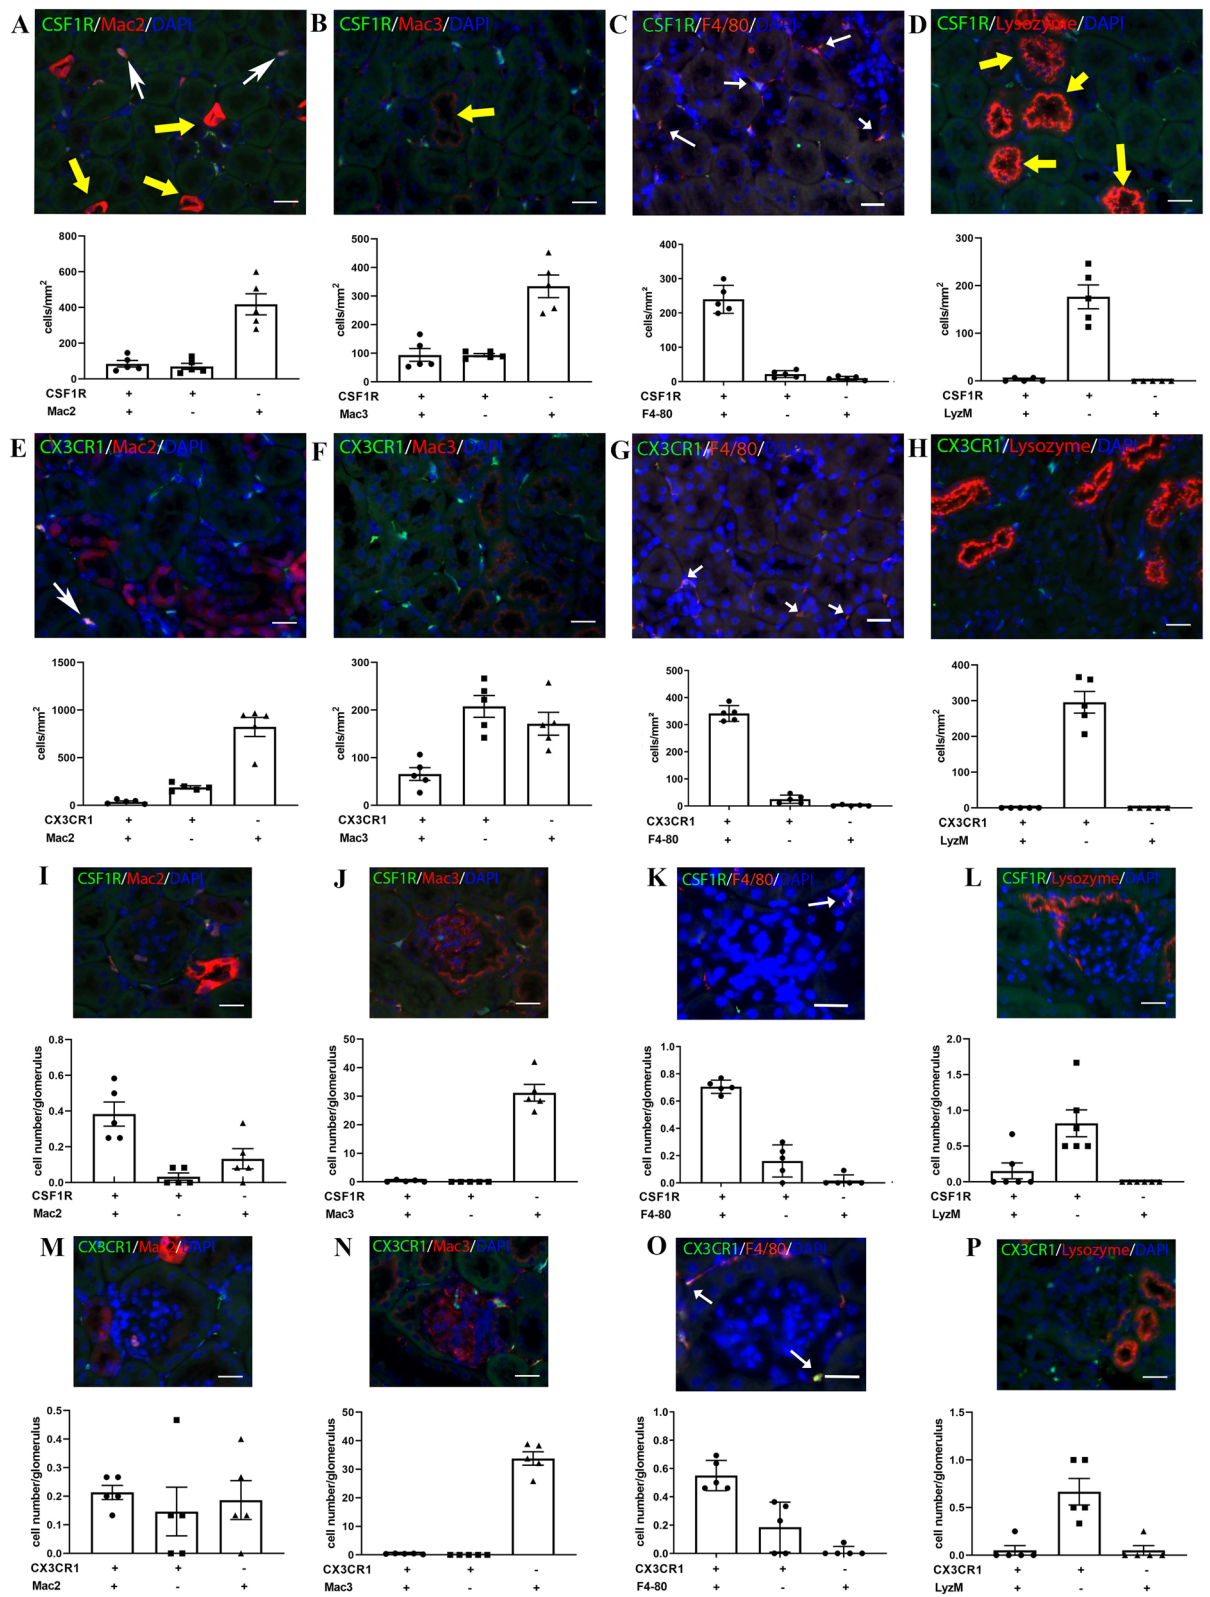 A CSF1R/Mac2/DAPI
B CSF1R/Mac3/DAPI
C CSF1R/F4/80/DAPI
D CSF1R/Lysozyme/DAPI
cells/mm²
800
600
400
200
0
CSF1R + + -
Mac2 + - +
cells/mm²
500
400
300
200
100
0
CSF1R + + -
Mac3 + - +
cells/mm²
400
300
200
100
0
CSF1R + + -
F4-80 + - +
cells/mm²
300
200
100
0
CSF1R + + -
LyzM + - +
E CX3CR1/Mac2/DAPI
F CX3CR1/Mac3/DAPI
G CX3CR1/F4/80/DAPI
H CX3CR1/Lysozyme/DAPI
cells/mm²
1500
1000
500
0
CX3CR1 + + -
Mac2 + - +
cells/mm²
300
200
100
0
CX3CR1 + + -
Mac3 + - +
cells/mm²
500
400
300
200
100
0
CX3CR1 + + -
F4-80 + - +
cells/mm²
400
300
200
100
0
CX3CR1 + + -
LyzM + - +
I CSF1R/Mac2/DAPI
J CSF1R/Mac3/DAPI
K CSF1R/F4/80/DAPI
L CSF1R/Lysozyme/DAPI
cell number/glomerulus
0.8
0.6
0.4
0.2
0.0
CSF1R + + -
Mac2 + - +
cell number/glomerulus
50
40
30
20
10
0
CSF1R + + -
Mac3 + - +
cell number/glomerulus
1.0
0.8
0.6
0.4
0.2
0.0
CSF1R + + -
F4-80 + - +
cell number/glomerulus
2.0
1.5
1.0
0.5
0.0
CSF1R + + -
LyzM + - +
M CX3CR1/Mac2/DAPI
N CX3CR1/Mac3/DAPI
O CX3CR1/F4/80/DAPI
P CX3CR1/Lysozyme/DAPI
cell number/glomerulus
0.5
0.4
0.3
0.2
0.1
0.0
CX3CR1 + + -
Mac2 + - +
cell number/glomerulus
50
40
30
20
10
0
CX3CR1 + + -
Mac3 + - +
cell number/glomerulus
1.0
0.8
0.6
0.4
0.2
0.0
CX3CR1 + + -
F4-80 + - +
cell number/glomerulus
1.5
1.0
0.5
0.0
CX3CR1 + + -
LyzM + - +